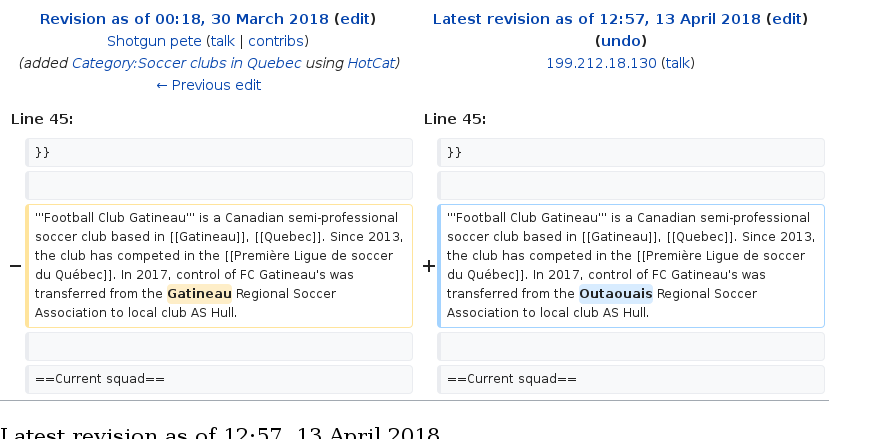 Revision as of 00:18, 30 March 2018 (edit)
Shotgun pete (talk | contribs)
(added Category:Soccer clubs in Quebec using HotCat)
← Previous edit
Latest revision as of 12:57, 13 April 2018 (edit)
(undo)
199.212.18.130 (talk)
Line 45:
Line 45:
}}
}}
− '''Football Club Gatineau''' is a Canadian semi-professional
soccer club based in [[Gatineau]], [[Quebec]]. Since 2013,
the club has competed in the [[Première Ligue de soccer
du Québec]]. In 2017, control of FC Gatineau's was
transferred from the Gatineau Regional Soccer
Association to local club AS Hull.
+ '''Football Club Gatineau''' is a Canadian semi-professional
soccer club based in [[Gatineau]], [[Quebec]]. Since 2013,
the club has competed in the [[Première Ligue de soccer
du Québec]]. In 2017, control of FC Gatineau's was
transferred from the Outaouais Regional Soccer
Association to local club AS Hull.
==Current squad==
==Current squad==
Latest revision as of 12:57, 13 April 2018